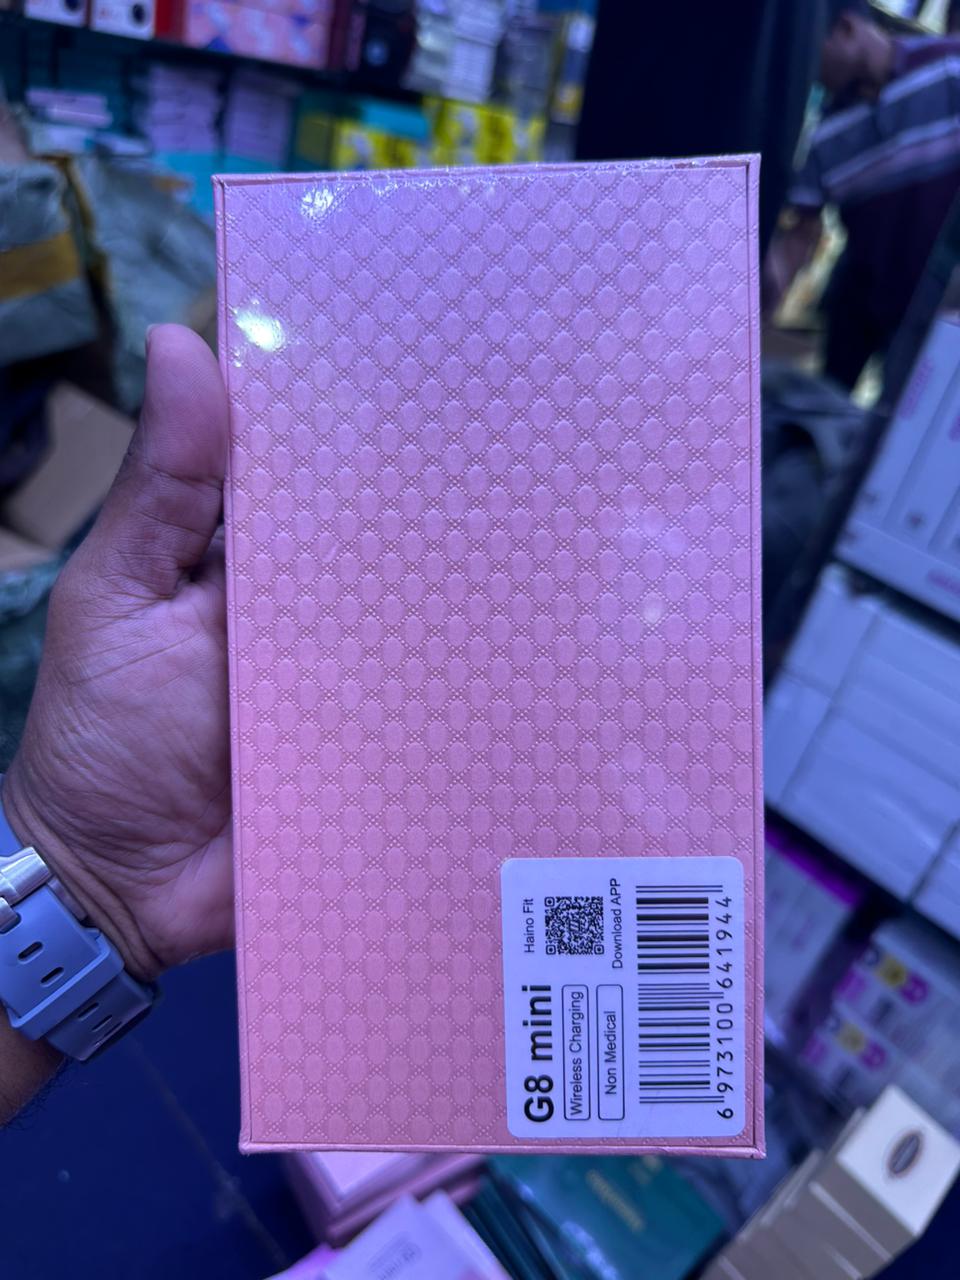 G8 mini
Haino Fit
Wireless Charging
Non Medical
Download APP
6 973100 641944